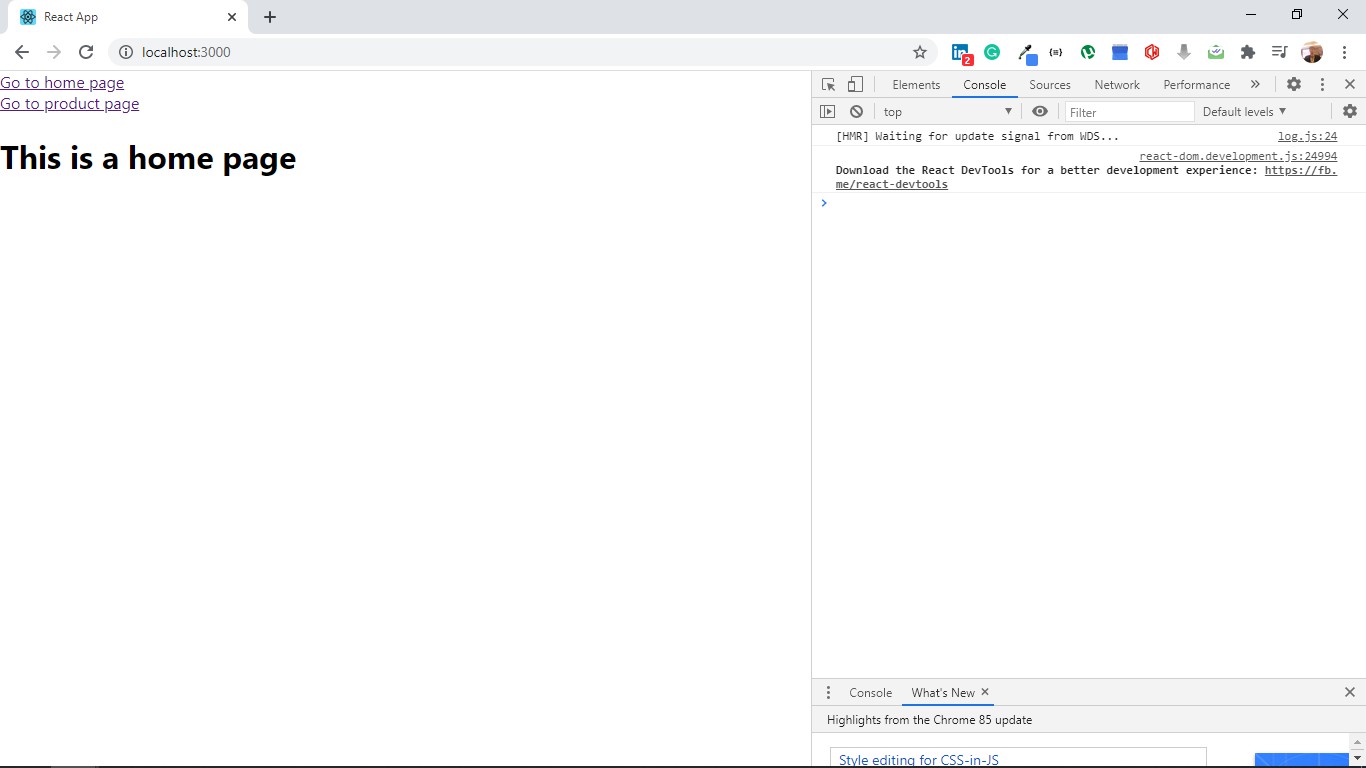 React App
localhost:3000
2
Go to home page
Go to product page
This is a home page
Elements Console Sources Network Performance
top Filter Default levels
[HMR] Waiting for update signal from WDS... log.js:24
react-dom.development.js:24994
Download the React DevTools for a better development experience: https://fb.
me/react-devtools
Console What's New
Highlights from the Chrome 85 update
Style editing for CSS-in-JS